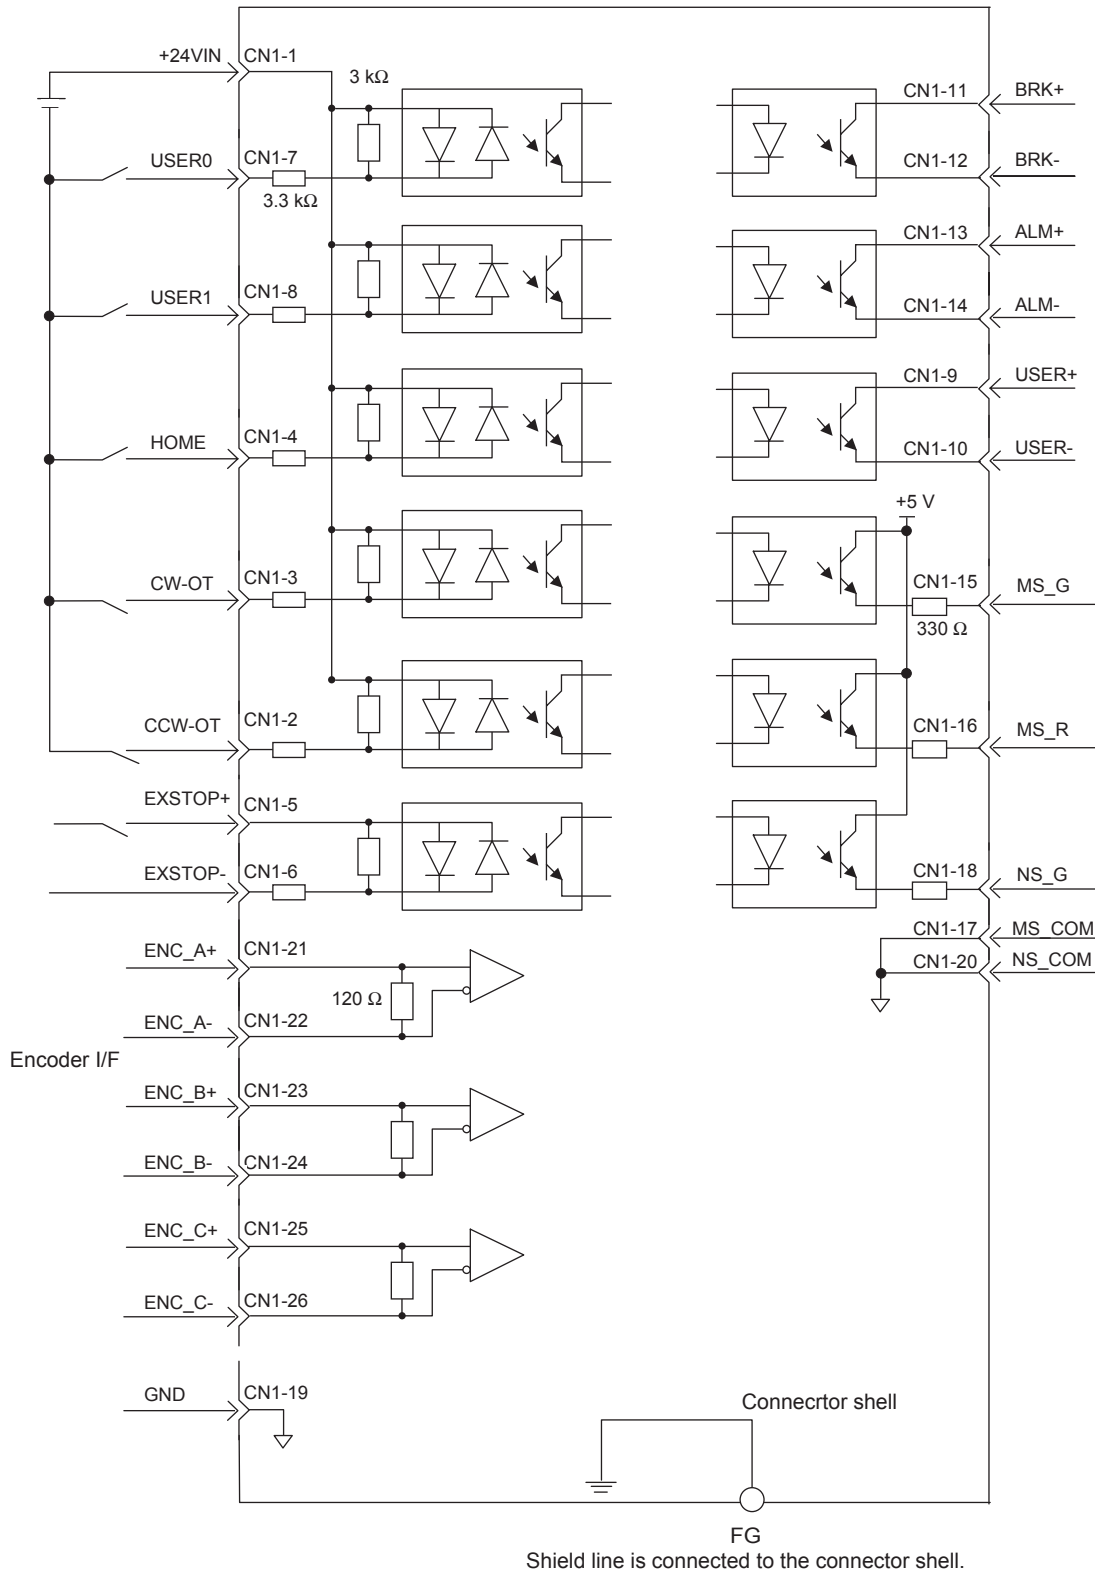 +24VIN CN1-1
3 kΩ
USER0 CN1-7
3.3 kΩ
USER1 CN1-8
HOME CN1-4
CW-OT CN1-3
CCW-OT CN1-2
EXSTOP+ CN1-5
EXSTOP- CN1-6
ENC_A+ CN1-21
120 Ω
ENC_A- CN1-22
Encoder I/F
ENC_B+ CN1-23
ENC_B- CN1-24
ENC_C+ CN1-25
ENC_C- CN1-26
GND CN1-19
CN1-11 BRK+
CN1-12 BRK-
CN1-13 ALM+
CN1-14 ALM-
CN1-9 USER+
CN1-10 USER-
+5 V
CN1-15 MS_G
330 Ω
CN1-16 MS_R
CN1-18 NS_G
CN1-17 MS_COM
CN1-20 NS_COM
Connecrtor shell
FG
Shield line is connected to the connector shell.